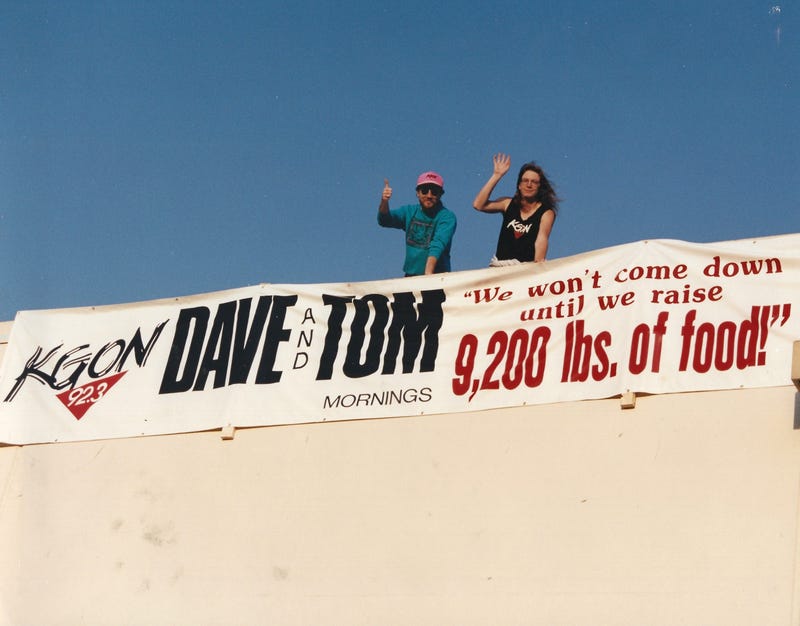 KGON
92.3
DAVE AND TOM
MORNINGS
"We won't come down
until we raise
9,200 lbs. of food!"
KGON